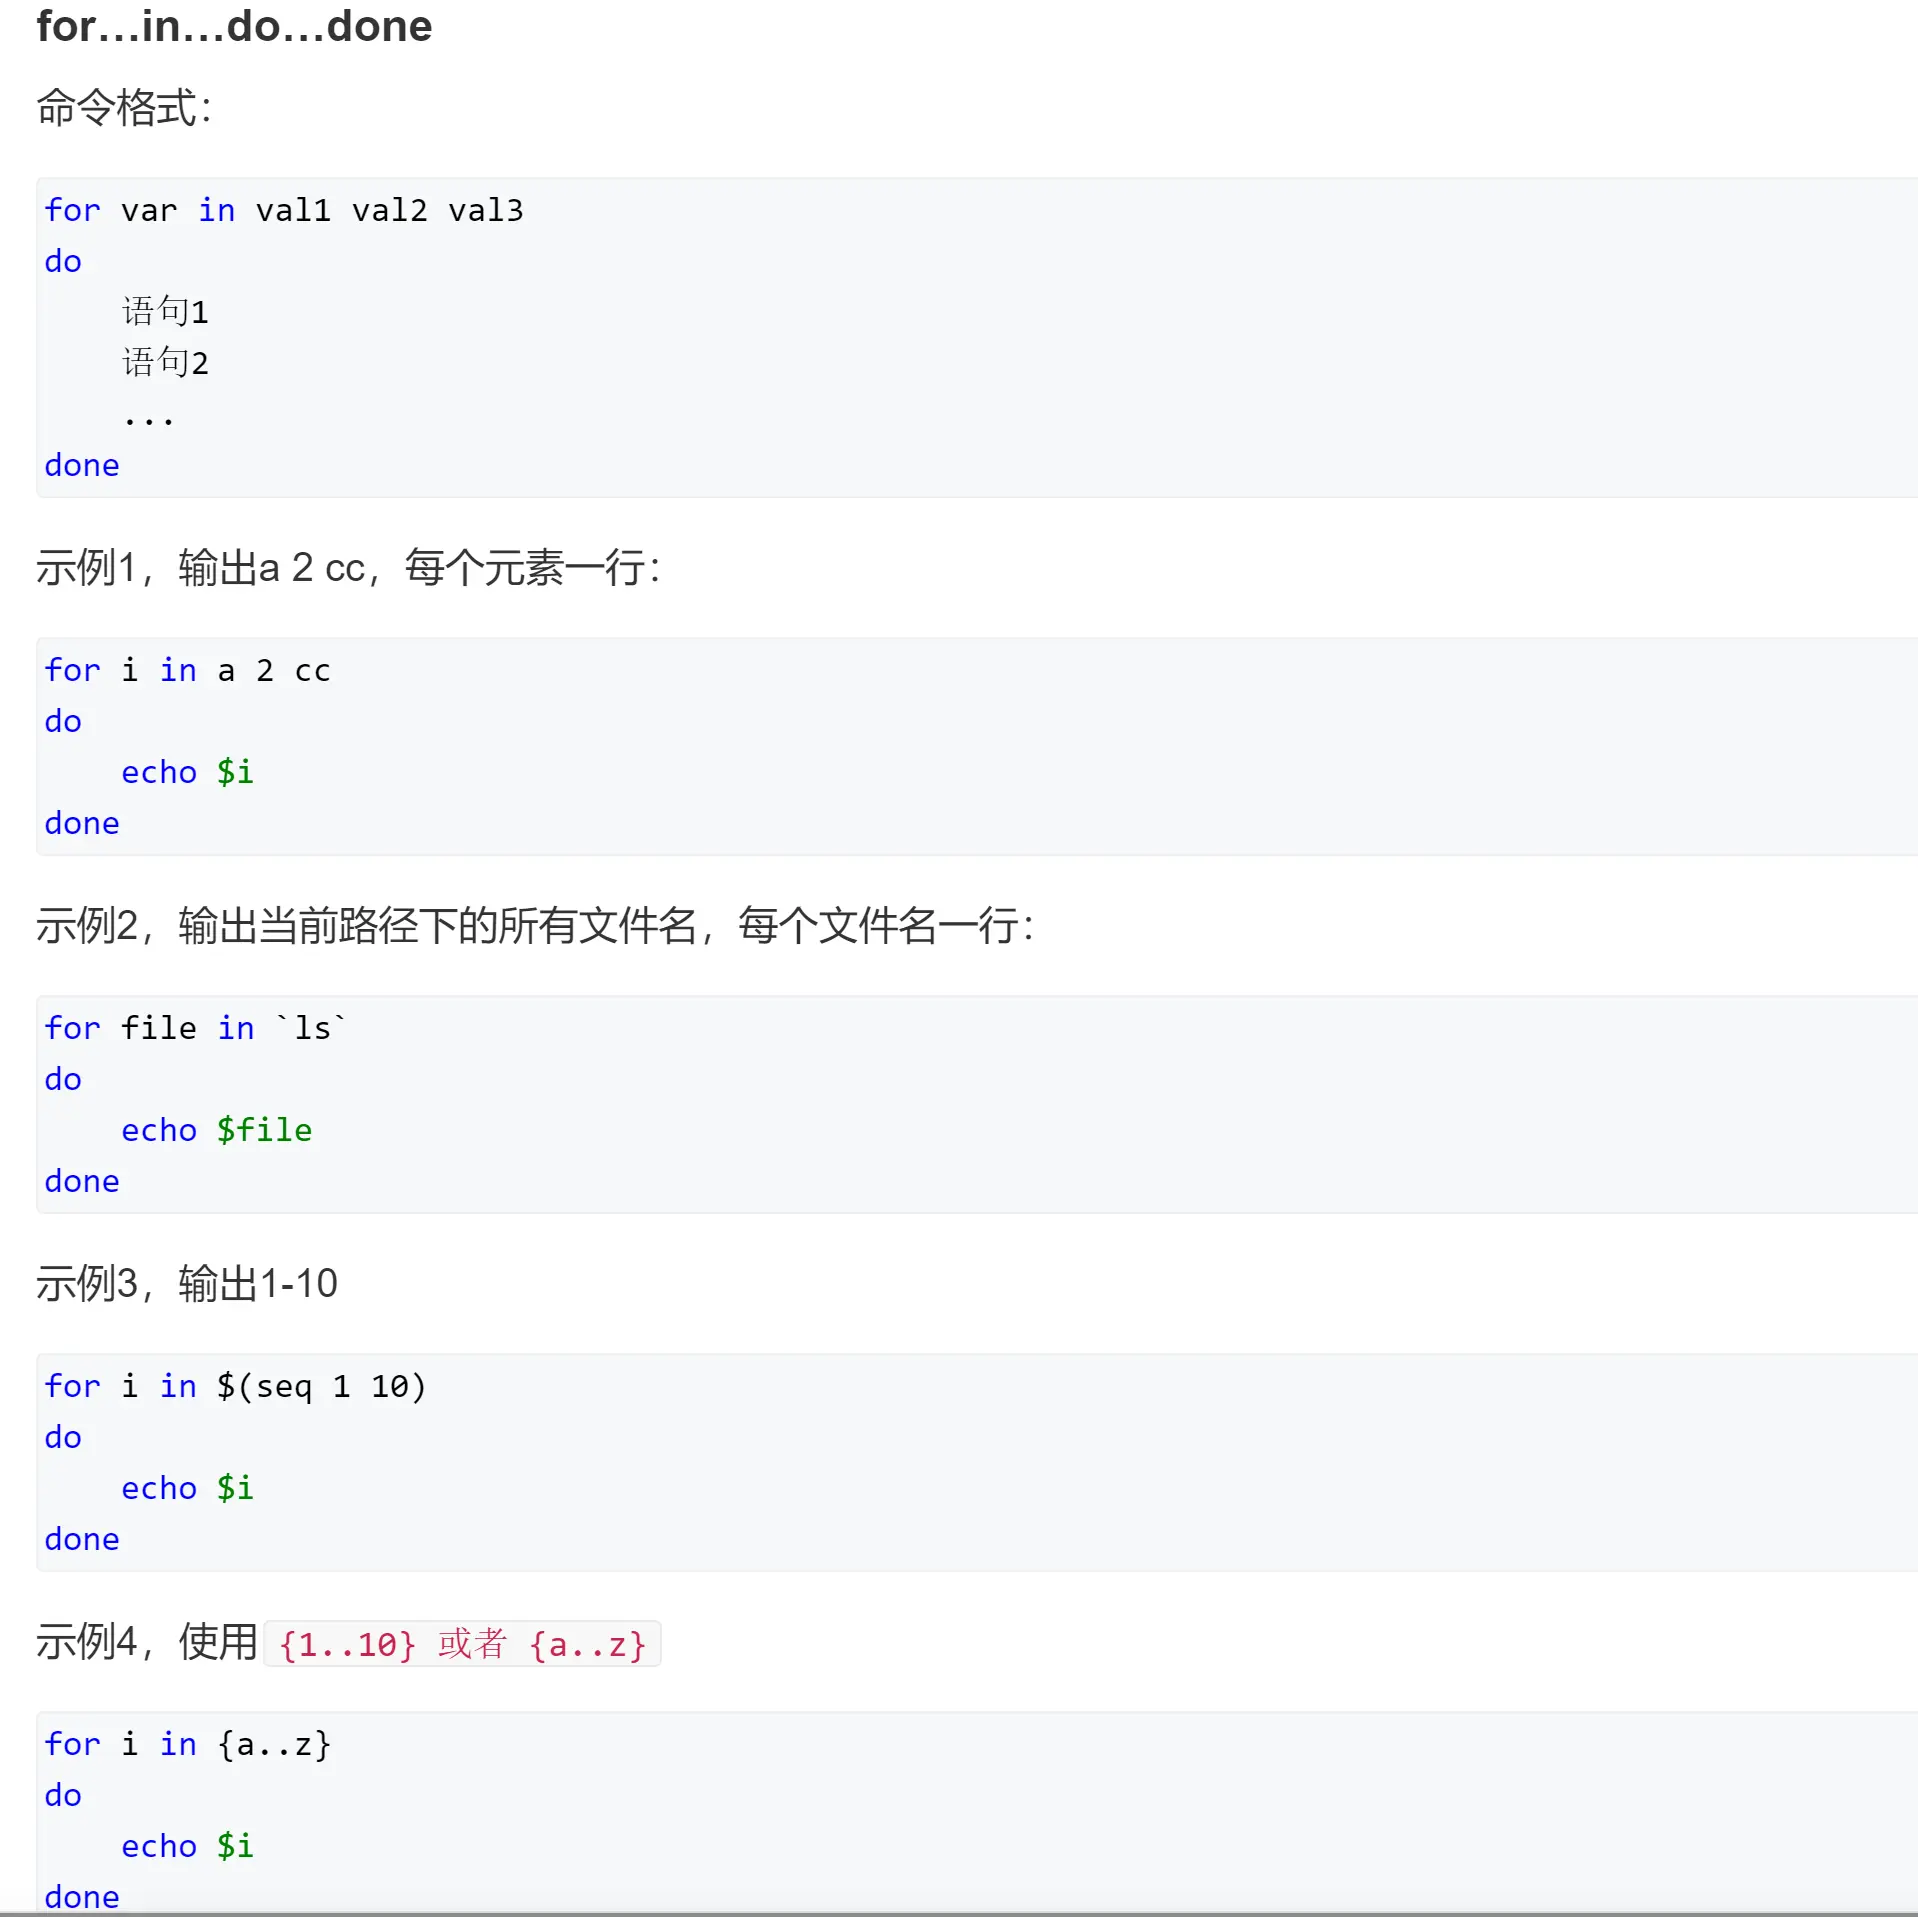 for…in…do…done
命令格式：
for var in val1 val2 val3
do
    语句1
    语句2
    ...
done
示例1，输出a 2 cc，每个元素一行：
for i in a 2 cc
do
    echo $i
done
示例2，输出当前路径下的所有文件名，每个文件名一行：
for file in `ls`
do
    echo $file
done
示例3，输出1-10
for i in $(seq 1 10)
do
    echo $i
done
示例4，使用 {1..10} 或者 {a..z}
for i in {a..z}
do
    echo $i
done